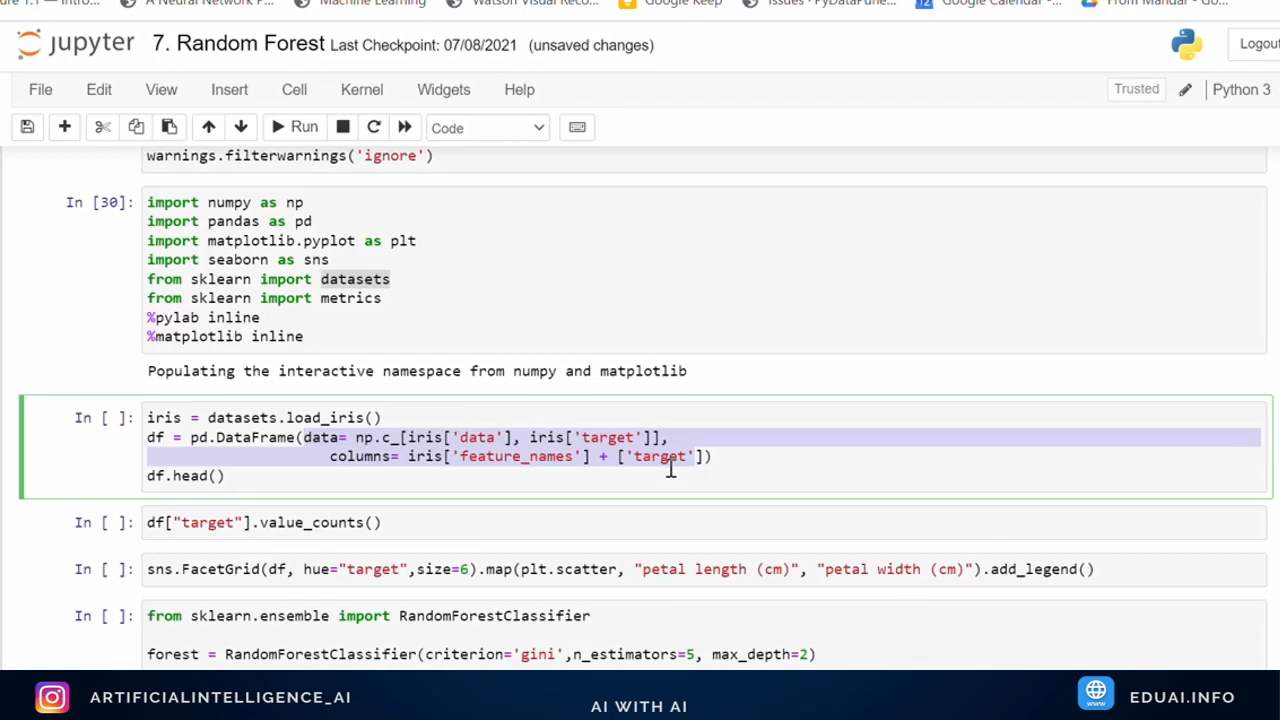 A Neural Network P...
Machine Learning
Watson Visual Reco...
Google Keep
Issues · PyDataPune...
Google Calendar -...
From Mandar - Go...
jupyter 7. Random Forest Last Checkpoint: 07/08/2021 (unsaved changes)
Logout
File Edit View Insert Cell Kernel Widgets Help Trusted Python 3
Run Code
warnings.filterwarnings('ignore')
In [30]: import numpy as np
import pandas as pd
import matplotlib.pyplot as plt
import seaborn as sns
from sklearn import datasets
from sklearn import metrics
%pylab inline
%matplotlib inline
Populating the interactive namespace from numpy and matplotlib
In [ ]: iris = datasets.load_iris()
df = pd.DataFrame(data= np.c_[iris['data'], iris['target']],
columns= iris['feature_names'] + ['target'])
df.head()
In [ ]: df["target"].value_counts()
In [ ]: sns.FacetGrid(df, hue="target",size=6).map(plt.scatter, "petal length (cm)", "petal width (cm)").add_legend()
In [ ]: from sklearn.ensemble import RandomForestClassifier
forest = RandomForestClassifier(criterion='gini',n_estimators=5, max_depth=2)
ARTIFICIALINTELLIGENCE_AI
AI WITH AI
www
EDUAI.INFO